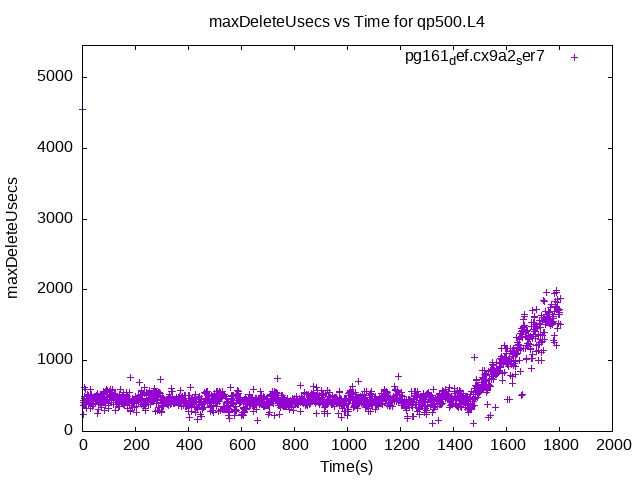 maxDeleteUsecs vs Time for qp500.L4
pg161def.cx9a2ser7
5000
4000
3000
2000
1000
0
maxDeleteUsecs
0 200 400 600 800 1000 1200 1400 1600 1800 2000
Time(s)